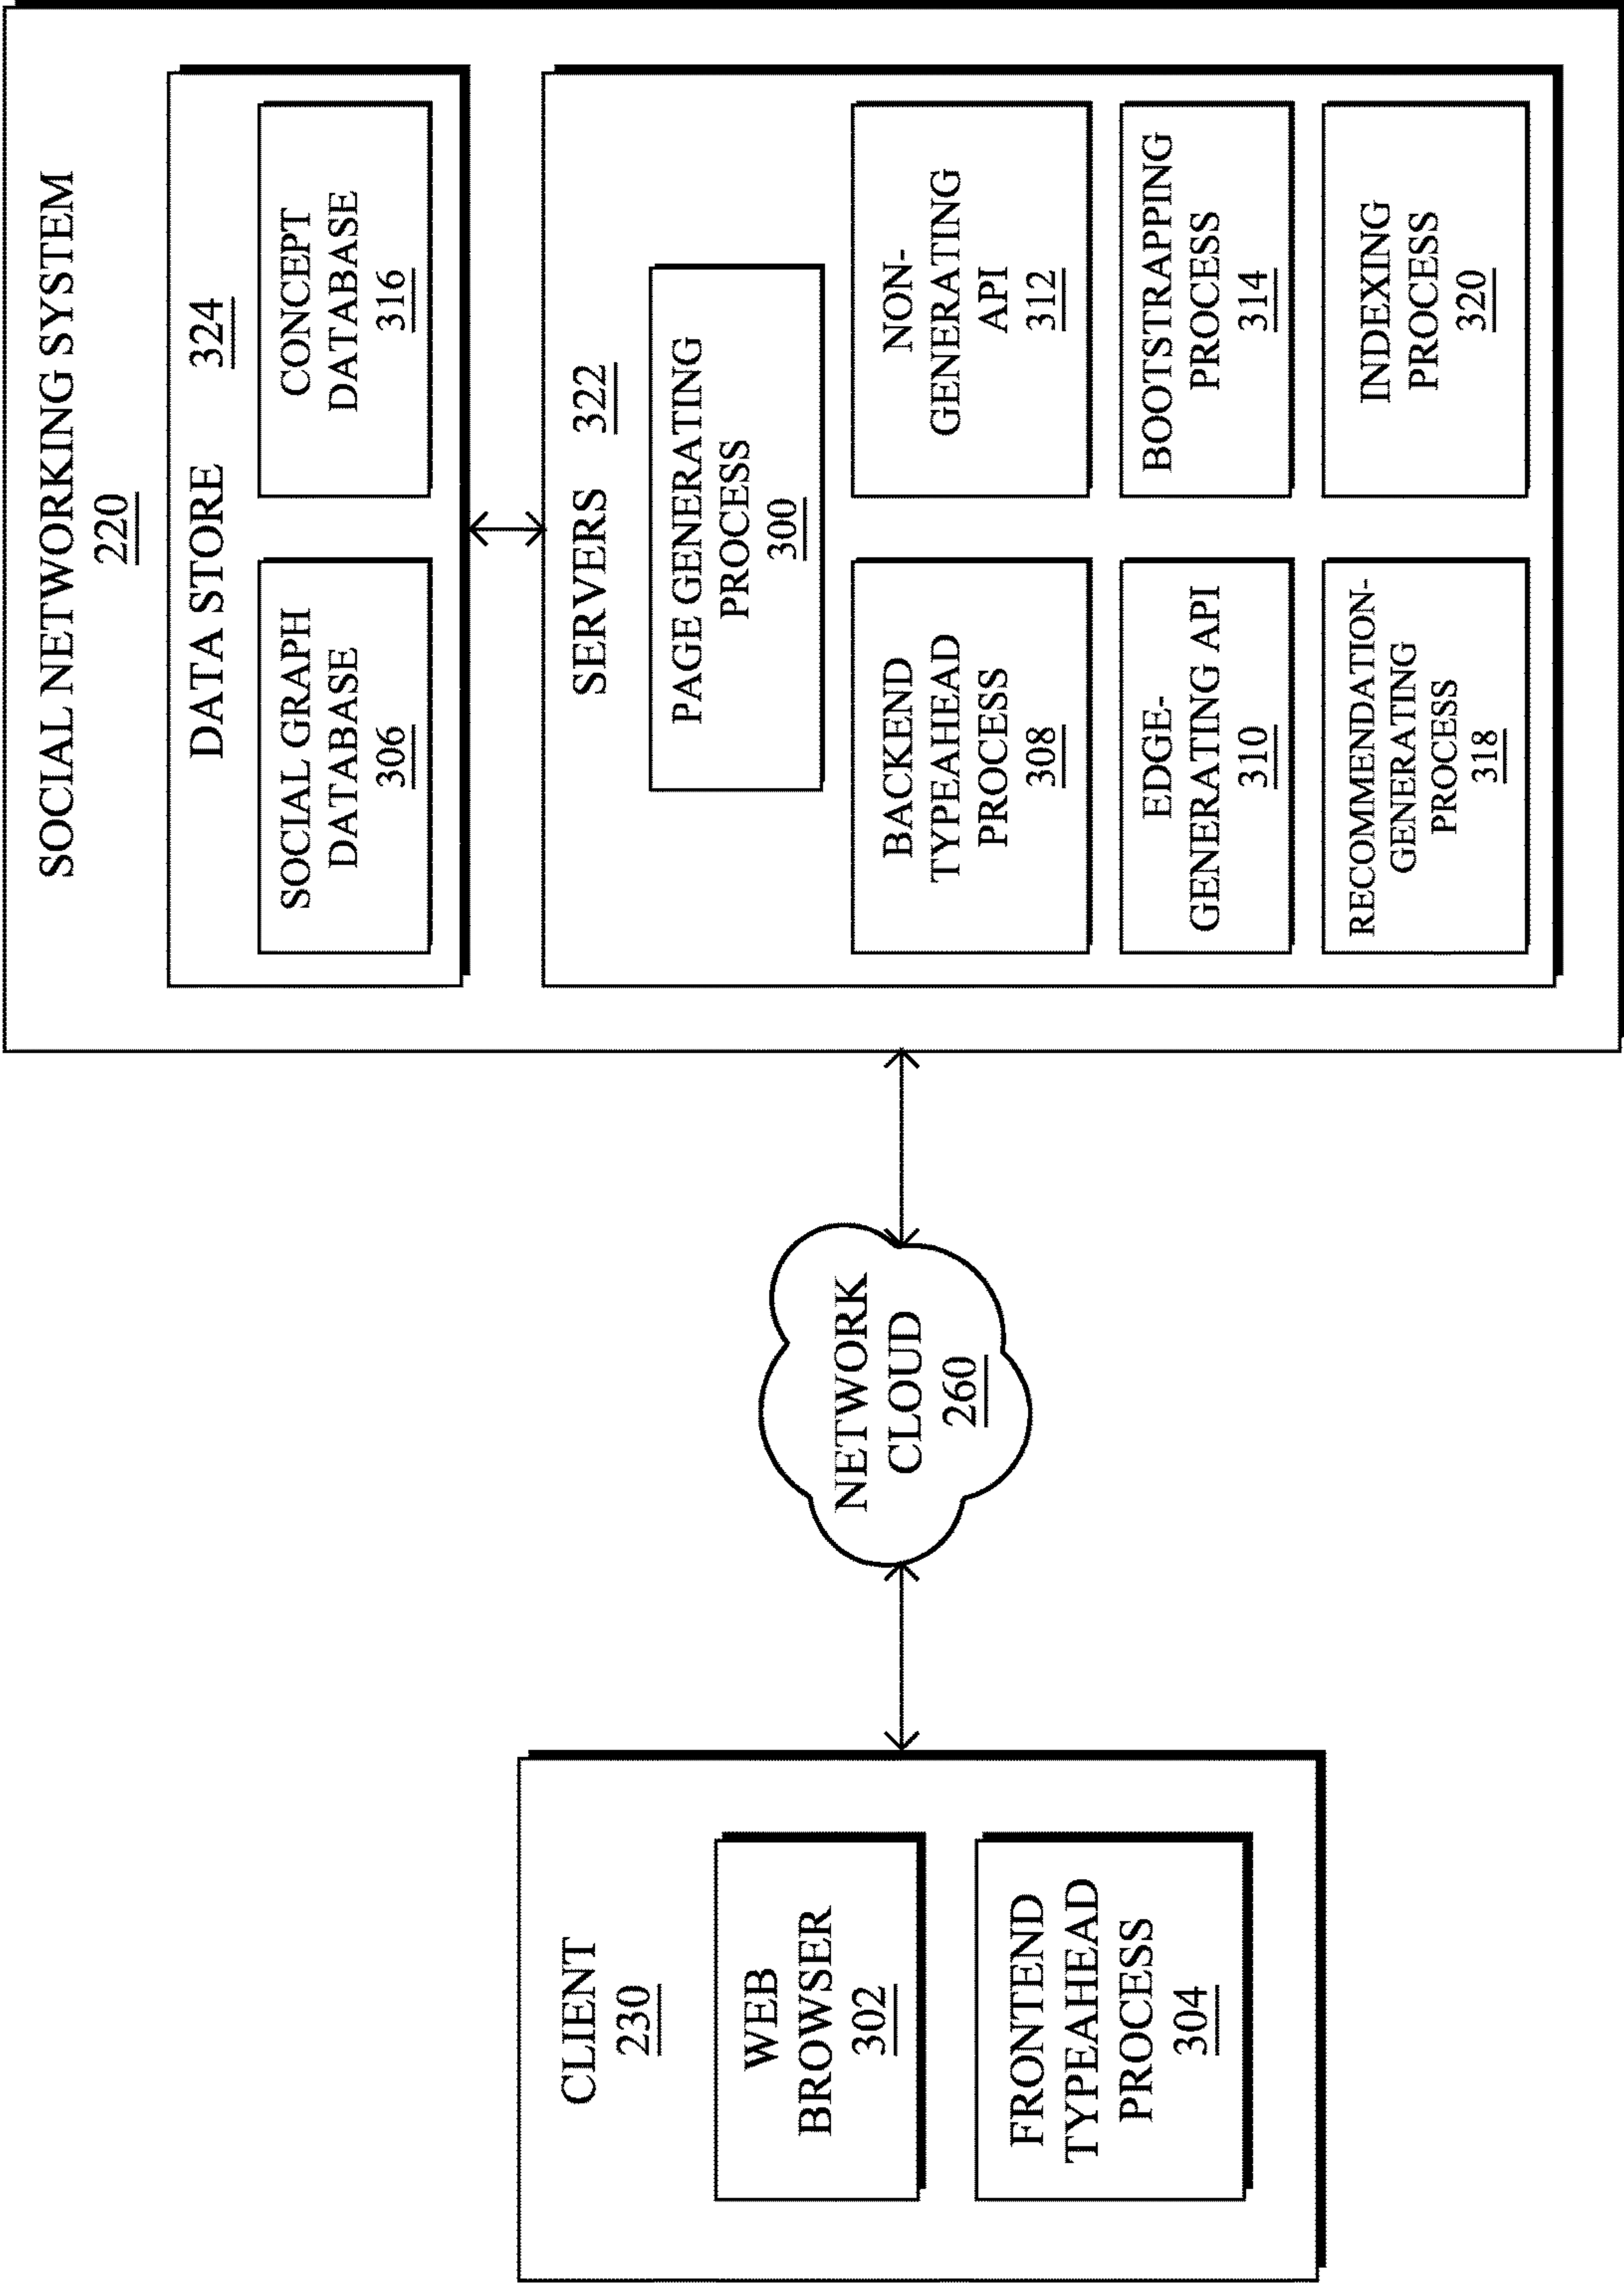 CLIENT
230
WEB
BROWSER
302
FRONTEND
TYPEAHEAD
PROCESS
304
NETWORK
CLOUD
260
SOCIAL NETWORKING SYSTEM
220
DATA STORE 324
SOCIAL GRAPH
DATABASE
306
CONCEPT
DATABASE
316
SERVERS 322
PAGE GENERATING
PROCESS
300
BACKEND
TYPEAHEAD
PROCESS
308
NON-
GENERATING
API
312
EDGE-
GENERATING API
310
BOOTSTRAPPING
PROCESS
314
RECOMMENDATION-
GENERATING
PROCESS
318
INDEXING
PROCESS
320